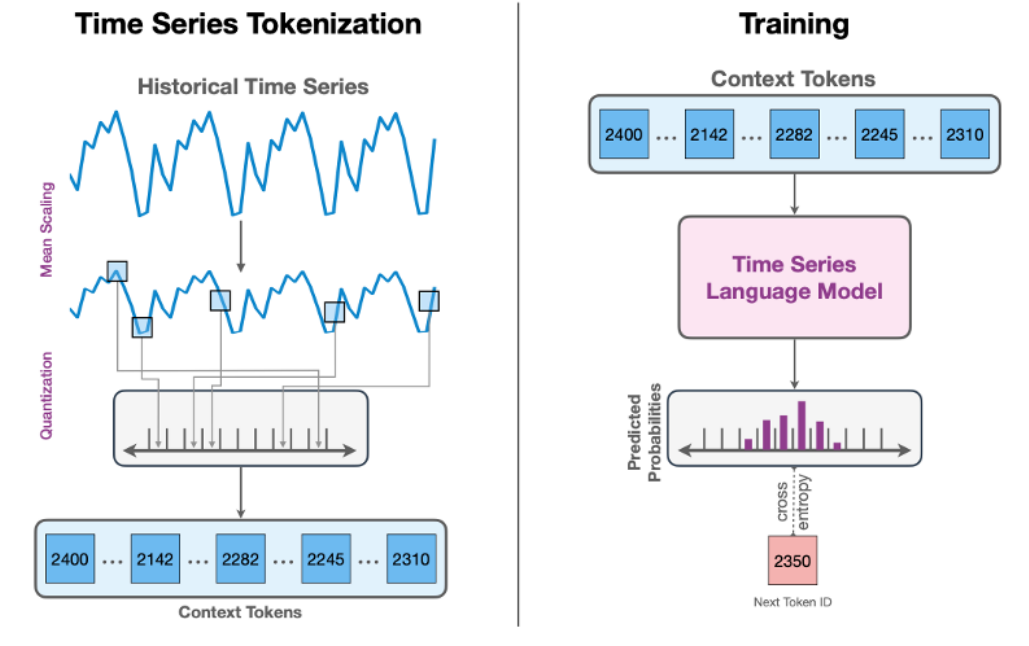 Time Series Tokenization
Historical Time Series
Mean Scaling
Quantization
2400 ... 2142 ... 2282 ... 2245 ... 2310
Context Tokens
Training
Context Tokens
2400 ... 2142 ... 2282 ... 2245 ... 2310
Time Series
Language Model
Predicted
Probabilities
cross
entropy
2350
Next Token ID